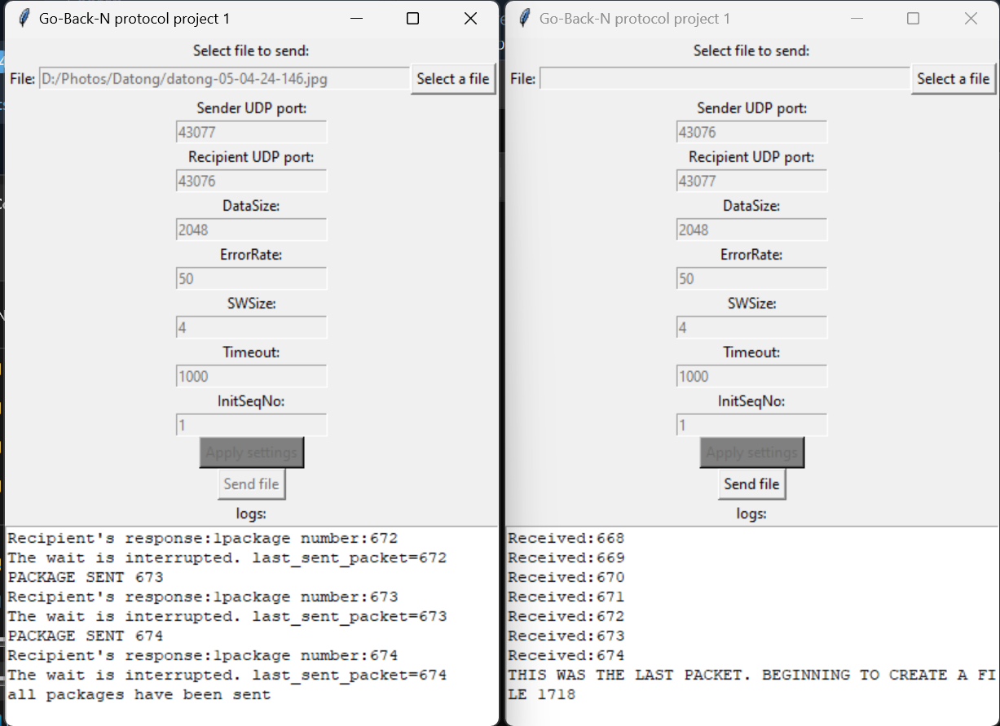 Go-Back-N protocol project 1
Select file to send:
File: D:/Photos/Datong/datong-05-04-24-146.jpg Select a file
Sender UDP port:
43077
Recipient UDP port:
43076
DataSize:
2048
ErrorRate:
50
SWSize:
4
Timeout:
1000
InitSeqNo:
1
Apply settings
Send file
logs:
Recipient's response:1package number:672
The wait is interrupted. last_sent_packet=672
PACKAGE SENT 673
Recipient's response:1package number:673
The wait is interrupted. last_sent_packet=673
PACKAGE SENT 674
Recipient's response:1package number:674
The wait is interrupted. last_sent_packet=674
all packages have been sent
Go-Back-N protocol project 1
Select file to send:
File: Select a file
Sender UDP port:
43076
Recipient UDP port:
43077
DataSize:
2048
ErrorRate:
50
SWSize:
4
Timeout:
1000
InitSeqNo:
1
Apply settings
Send file
logs:
Received:668
Received:669
Received:670
Received:671
Received:672
Received:673
Received:674
THIS WAS THE LAST PACKET. BEGINNING TO CREATE A FI
LE 1718